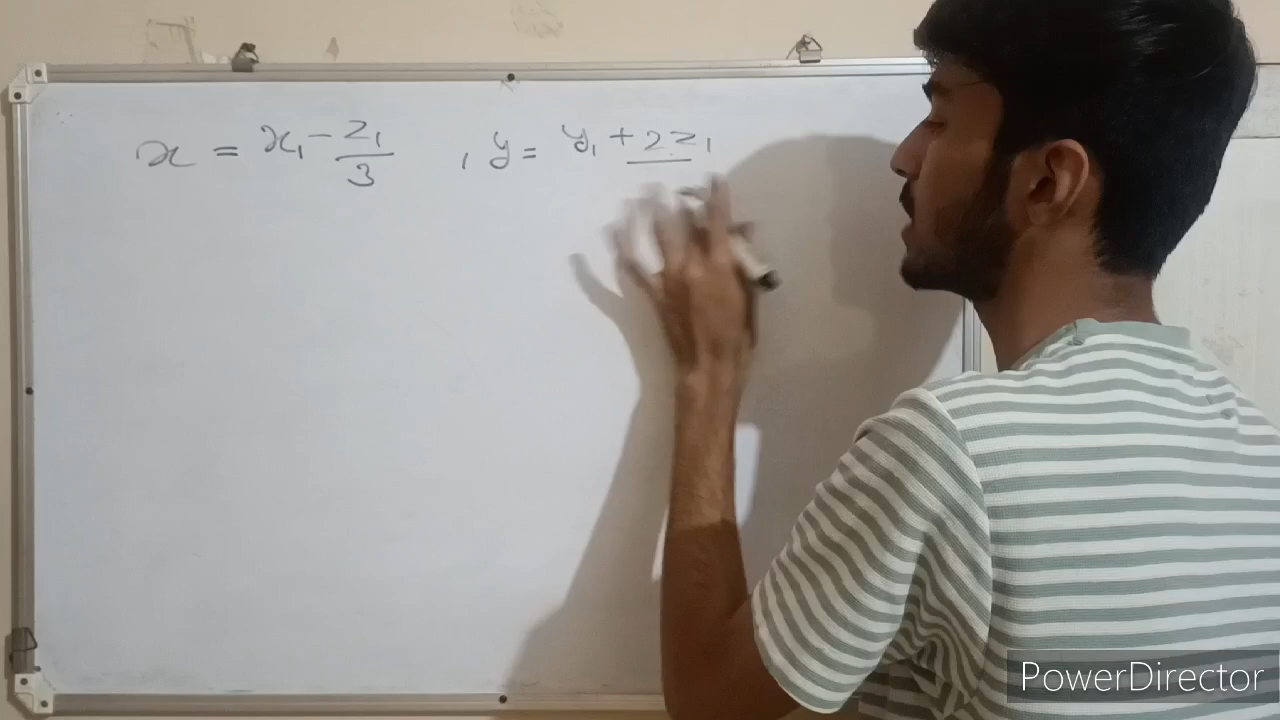 x = x₁ - z₁/3 , y = y₁ + 2z₁
PowerDirector